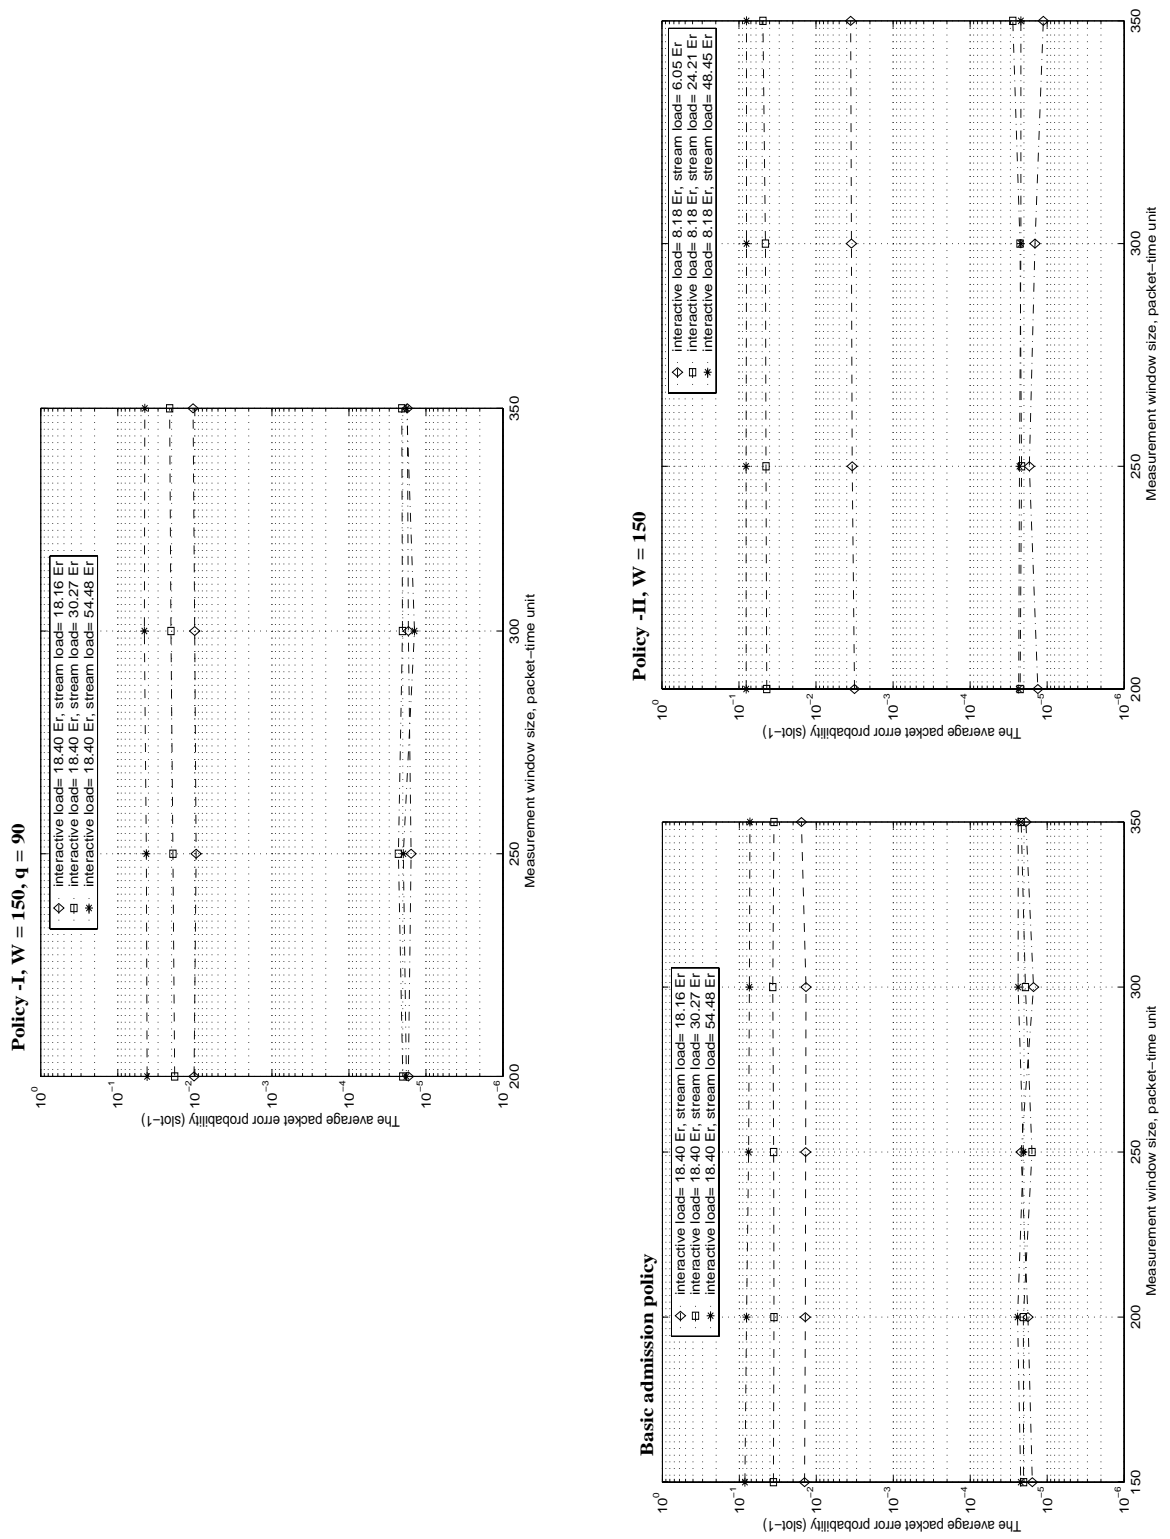 Policy -I, W = 150, q = 90
interactive load= 18.40 Er, stream load= 18.16 Er
interactive load= 18.40 Er, stream load= 30.27 Er
interactive load= 18.40 Er, stream load= 54.48 Er
The average packet error probability (slot-1)
10^0
10^-1
10^-2
10^-3
10^-4
10^-5
10^-6
200
250
300
350
Measurement window size, packet-time unit
Basic admission policy
interactive load= 18.40 Er, stream load= 18.16 Er
interactive load= 18.40 Er, stream load= 30.27 Er
interactive load= 18.40 Er, stream load= 54.48 Er
The average packet error probability (slot-1)
10^0
10^-1
10^-2
10^-3
10^-4
10^-5
10^-6
150
200
250
300
350
Measurement window size, packet-time unit
Policy -II, W = 150
interactive load= 8.18 Er, stream load= 6.05 Er
interactive load= 8.18 Er, stream load= 24.21 Er
interactive load= 8.18 Er, stream load= 48.45 Er
The average packet error probability (slot-1)
10^0
10^-1
10^-2
10^-3
10^-4
10^-5
10^-6
200
250
300
350
Measurement window size, packet-time unit